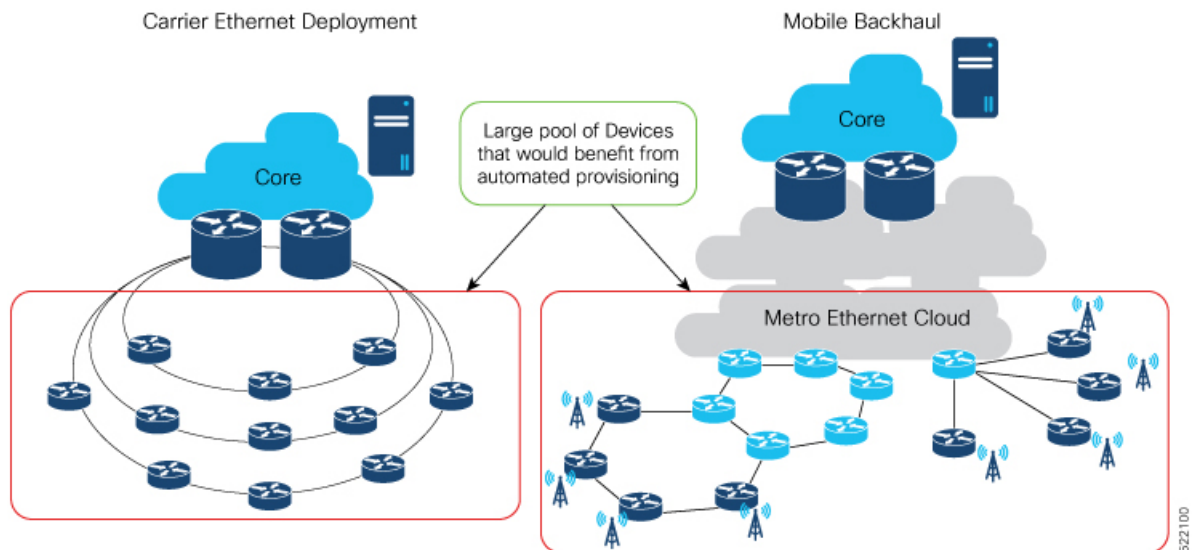 Carrier Ethernet Deployment
Mobile Backhaul
Core
Large pool of Devices
that would benefit from
automated provisioning
Core
Metro Ethernet Cloud
522100